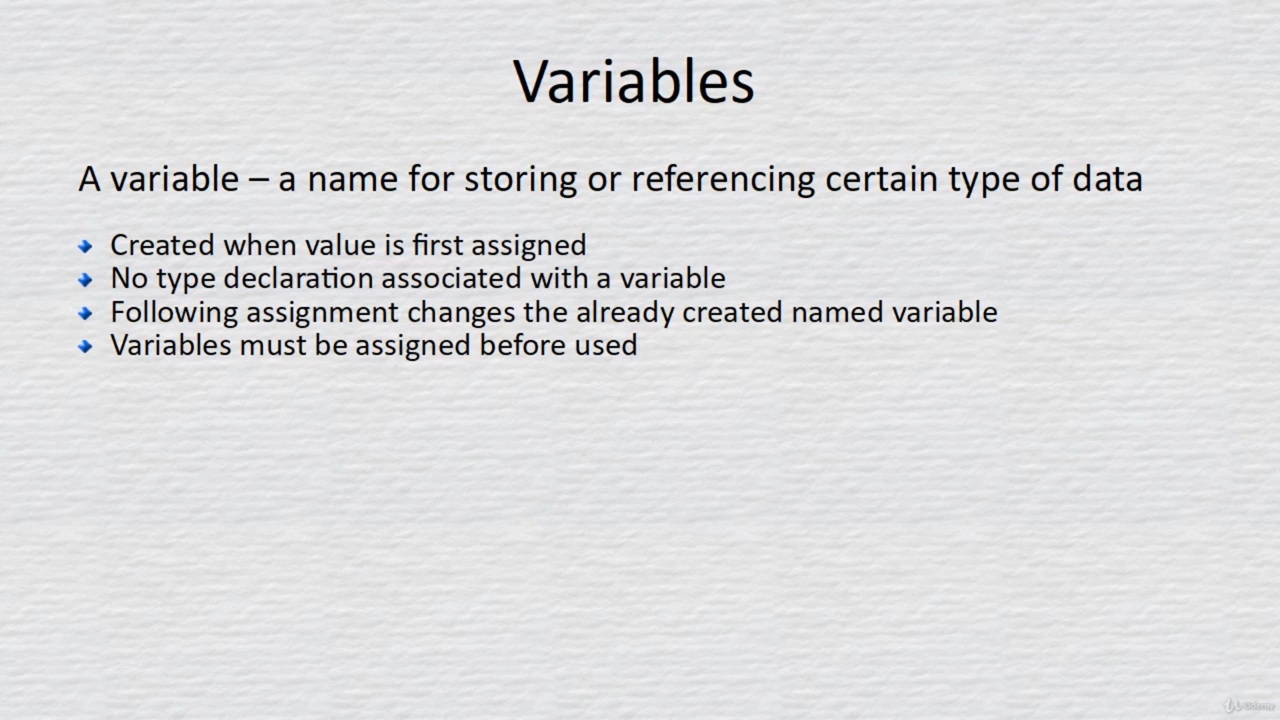 Variables
A variable – a name for storing or referencing certain type of data
Created when value is first assigned
No type declaration associated with a variable
Following assignment changes the already created named variable
Variables must be assigned before used
Udemy